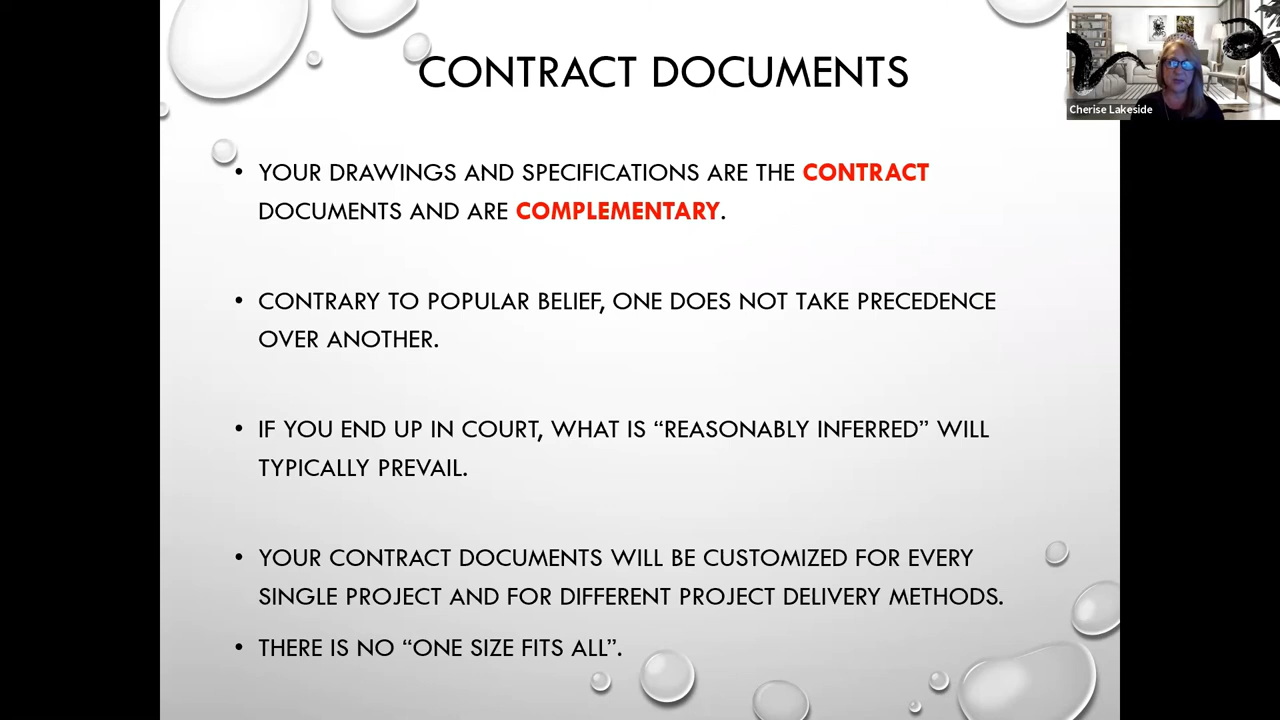 CONTRACT DOCUMENTS
Cherise Lakeside
• YOUR DRAWINGS AND SPECIFICATIONS ARE THE CONTRACT
DOCUMENTS AND ARE COMPLEMENTARY.
• CONTRARY TO POPULAR BELIEF, ONE DOES NOT TAKE PRECEDENCE
OVER ANOTHER.
• IF YOU END UP IN COURT, WHAT IS “REASONABLY INFERRED” WILL
TYPICALLY PREVAIL.
• YOUR CONTRACT DOCUMENTS WILL BE CUSTOMIZED FOR EVERY
SINGLE PROJECT AND FOR DIFFERENT PROJECT DELIVERY METHODS.
• THERE IS NO “ONE SIZE FITS ALL”.